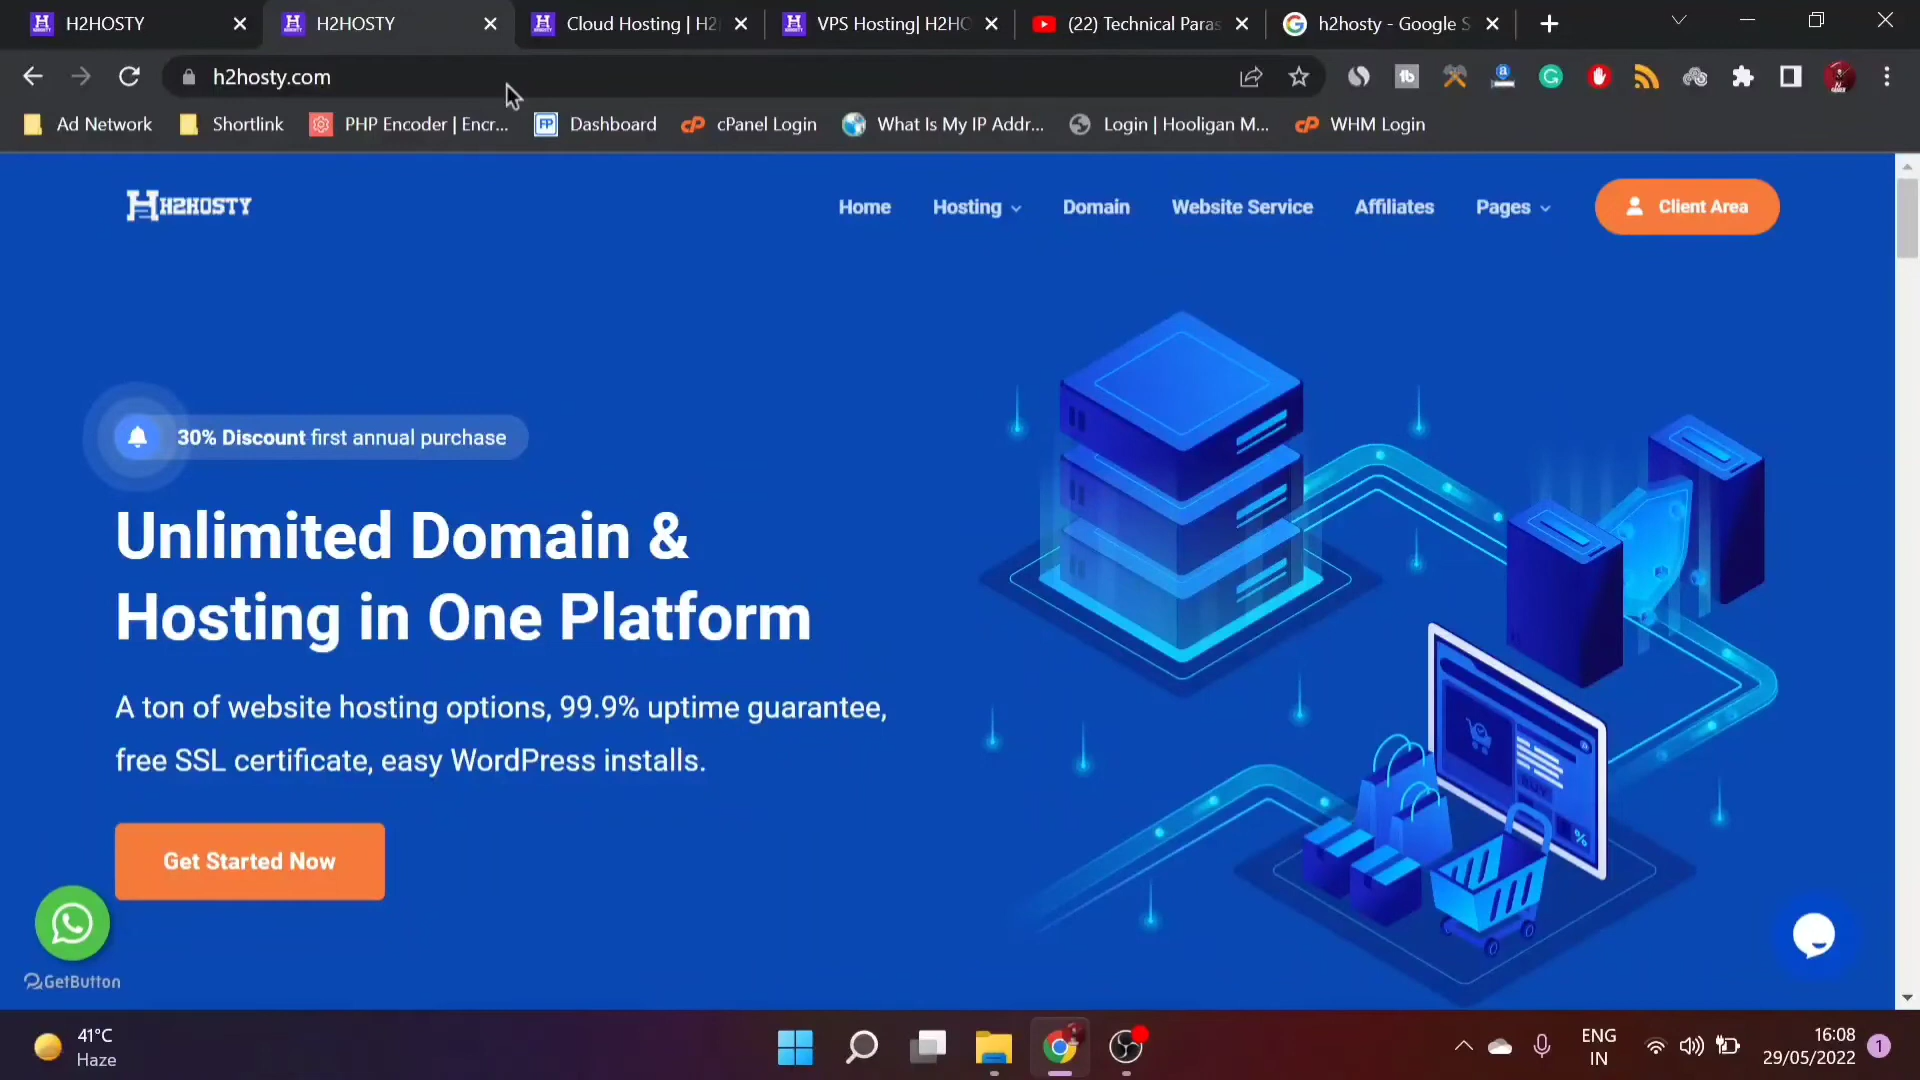 H2HOSTY
H2HOSTY
Cloud Hosting | H2
VPS Hosting| H2HO
(22) Technical Paras
h2hosty - Google S
h2hosty.com
Ad Network
Shortlink
PHP Encoder | Encr...
Dashboard
cPanel Login
What Is My IP Addr...
Login | Hooligan M...
WHM Login
H2HOSTY
Home
Hosting
Domain
Website Service
Affiliates
Pages
Client Area
30% Discount first annual purchase
Unlimited Domain &
Hosting in One Platform
A ton of website hosting options, 99.9% uptime guarantee,
free SSL certificate, easy WordPress installs.
Get Started Now
GetButton
BUY
%
41°C
Haze
ENG
IN
16:08
29/05/2022
1